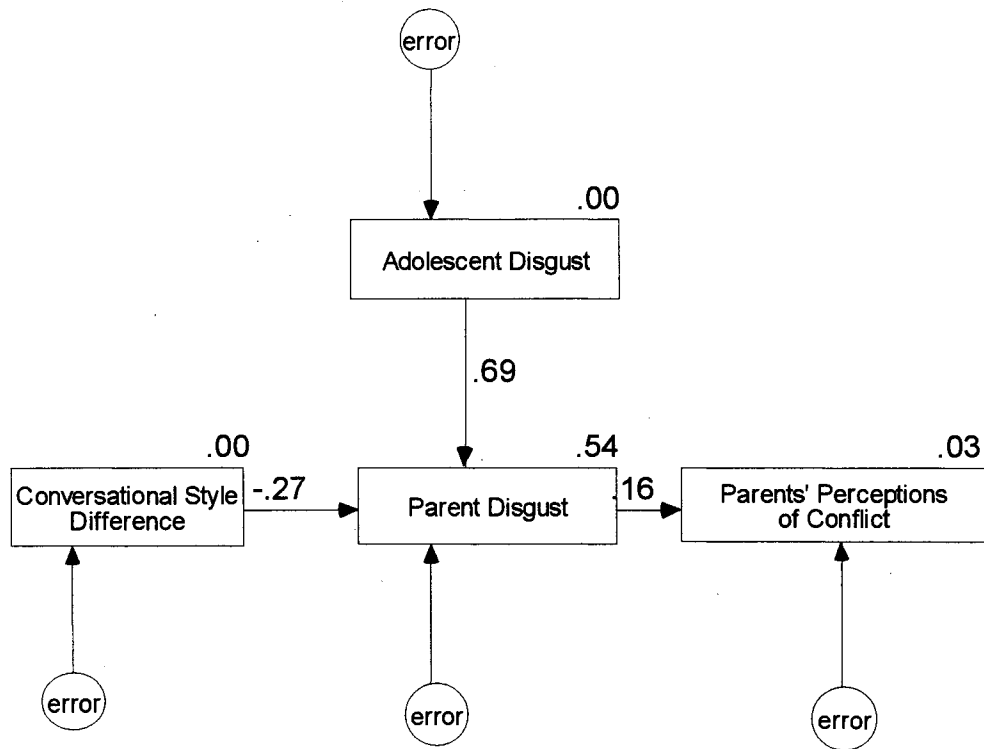 error
.00
Adolescent Disgust
.69
.00
.54
.03
Conversational Style
Difference
-.27
Parent Disgust
.16
Parents' Perceptions
of Conflict
error
error
error